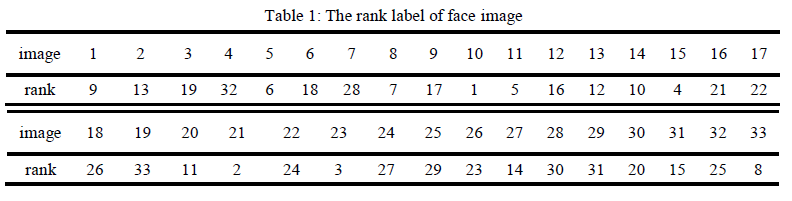 Table 1: The rank label of face image
image 1 2 3 4 5 6 7 8 9 10 11 12 13 14 15 16 17
rank 9 13 19 32 6 18 28 7 17 1 5 16 12 10 4 21 22
image 18 19 20 21 22 23 24 25 26 27 28 29 30 31 32 33
rank 26 33 11 2 24 3 27 29 23 14 30 31 20 15 25 8